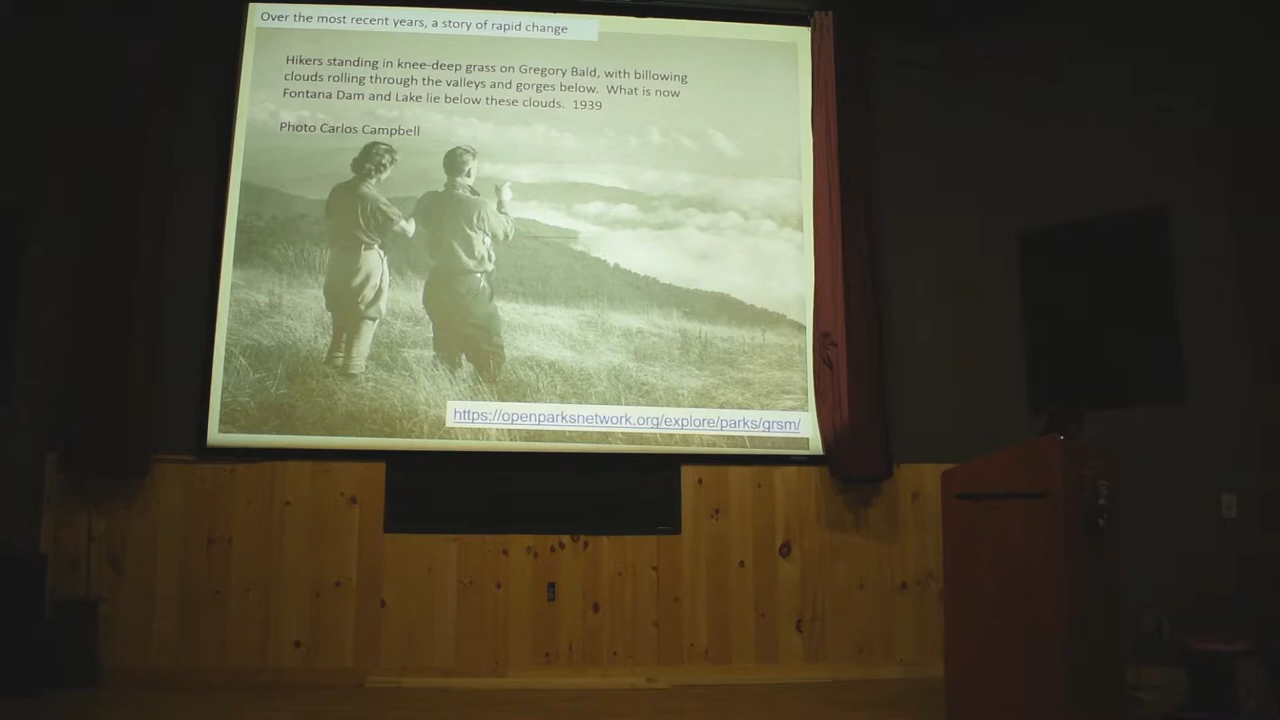 Over the most recent years, a story of rapid change
Hikers standing in knee-deep grass on Gregory Bald, with billowing
clouds rolling through the valleys and gorges below.  What is now
Fontana Dam and Lake lie below these clouds.  1939
Photo Carlos Campbell
https://openparksnetwork.org/explore/parks/grsm/